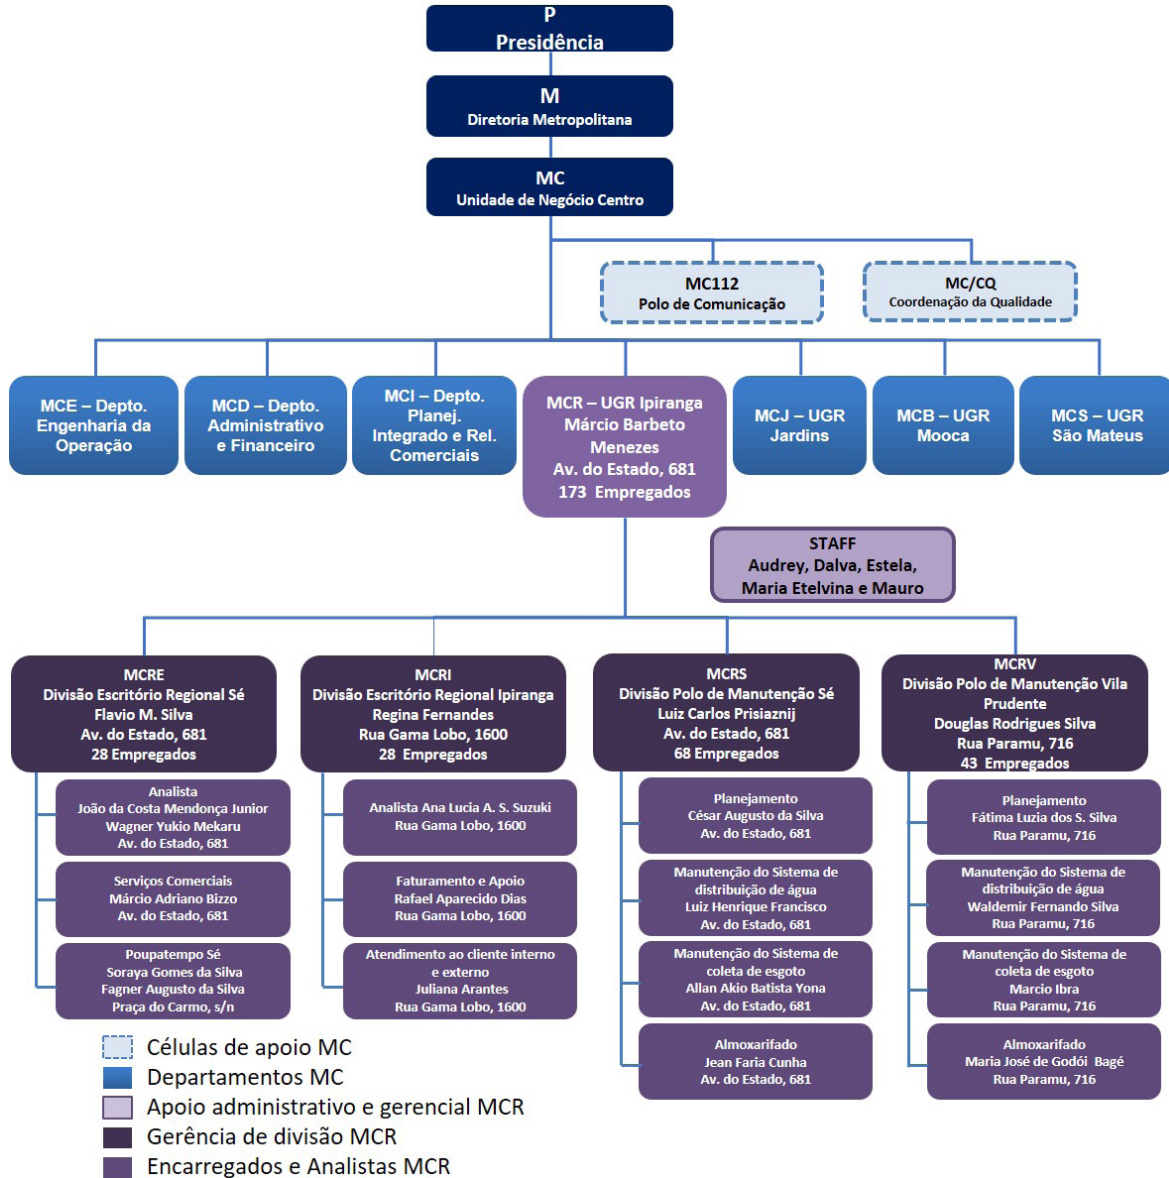 P
Presidência
M
Diretoria Metropolitana
MC
Unidade de Negócio Centro
MC112
Polo de Comunicação
MC/CQ
Coordenação da Qualidade
MCE – Depto.
Engenharia da
Operação
MCD – Depto.
Administrativo
e Financeiro
MCI – Depto.
Planej.
Integrado e Rel.
Comerciais
MCR – UGR Ipiranga
Márcio Barbeto
Menezes
Av. do Estado, 681
173 Empregados
MCJ – UGR
Jardins
MCB – UGR
Mooca
MCS – UGR
São Mateus
STAFF
Audrey, Dalva, Estela,
Maria Etelvina e Mauro
MCRE
Divisão Escritório Regional Sé
Flavio M. Silva
Av. do Estado, 681
28 Empregados
MCRI
Divisão Escritório Regional Ipiranga
Regina Fernandes
Rua Gama Lobo, 1600
28 Empregados
MCRS
Divisão Polo de Manutenção Sé
Luiz Carlos Prisiaznij
Av. do Estado, 681
68 Empregados
MCRV
Divisão Polo de Manutenção Vila
Prudente
Douglas Rodrigues Silva
Rua Paramu, 716
43 Empregados
Analista
João da Costa Mendonça Junior
Wagner Yukio Mekaru
Av. do Estado, 681
Serviços Comerciais
Márcio Adriano Bizzo
Av. do Estado, 681
Poupatempo Sé
Soraya Gomes da Silva
Fagner Augusto da Silva
Praça do Carmo, s/n
Analista Ana Lucia A. S. Suzuki
Rua Gama Lobo, 1600
Faturamento e Apoio
Rafael Aparecido Dias
Rua Gama Lobo, 1600
Atendimento ao cliente interno
e externo
Juliana Arantes
Rua Gama Lobo, 1600
Planejamento
César Augusto da Silva
Av. do Estado, 681
Manutenção do Sistema de
distribuição de água
Luiz Henrique Francisco
Av. do Estado, 681
Manutenção do Sistema de
coleta de esgoto
Allan Akio Batista Yona
Av. do Estado, 681
Almoxarifado
Jean Faria Cunha
Av. do Estado, 681
Planejamento
Fátima Luzia dos S. Silva
Rua Paramu, 716
Manutenção do Sistema de
distribuição de água
Waldemir Fernando Silva
Rua Paramu, 716
Manutenção do Sistema de
coleta de esgoto
Marcio Ibra
Rua Paramu, 716
Almoxarifado
Maria José de Godói Bagé
Rua Paramu, 716
Células de apoio MC
Departamentos MC
Apoio administrativo e gerencial MCR
Gerência de divisão MCR
Encarregados e Analistas MCR